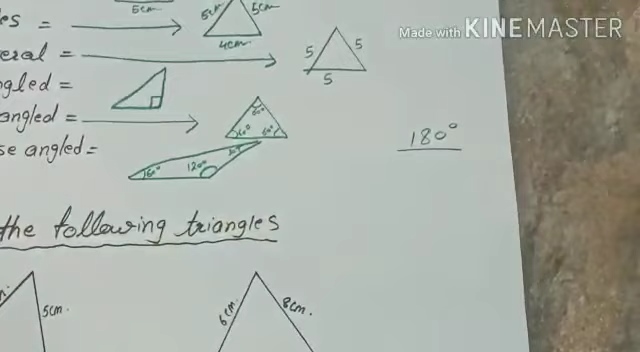 5cm
es = 5cm 5cm
4cm
eral = 5 5
5
ngled =
angled = 60°
60° 60°
se angled = 120°
180°
the following triangles
5cm.
6cm. 8cm.
Made with KINEMASTER